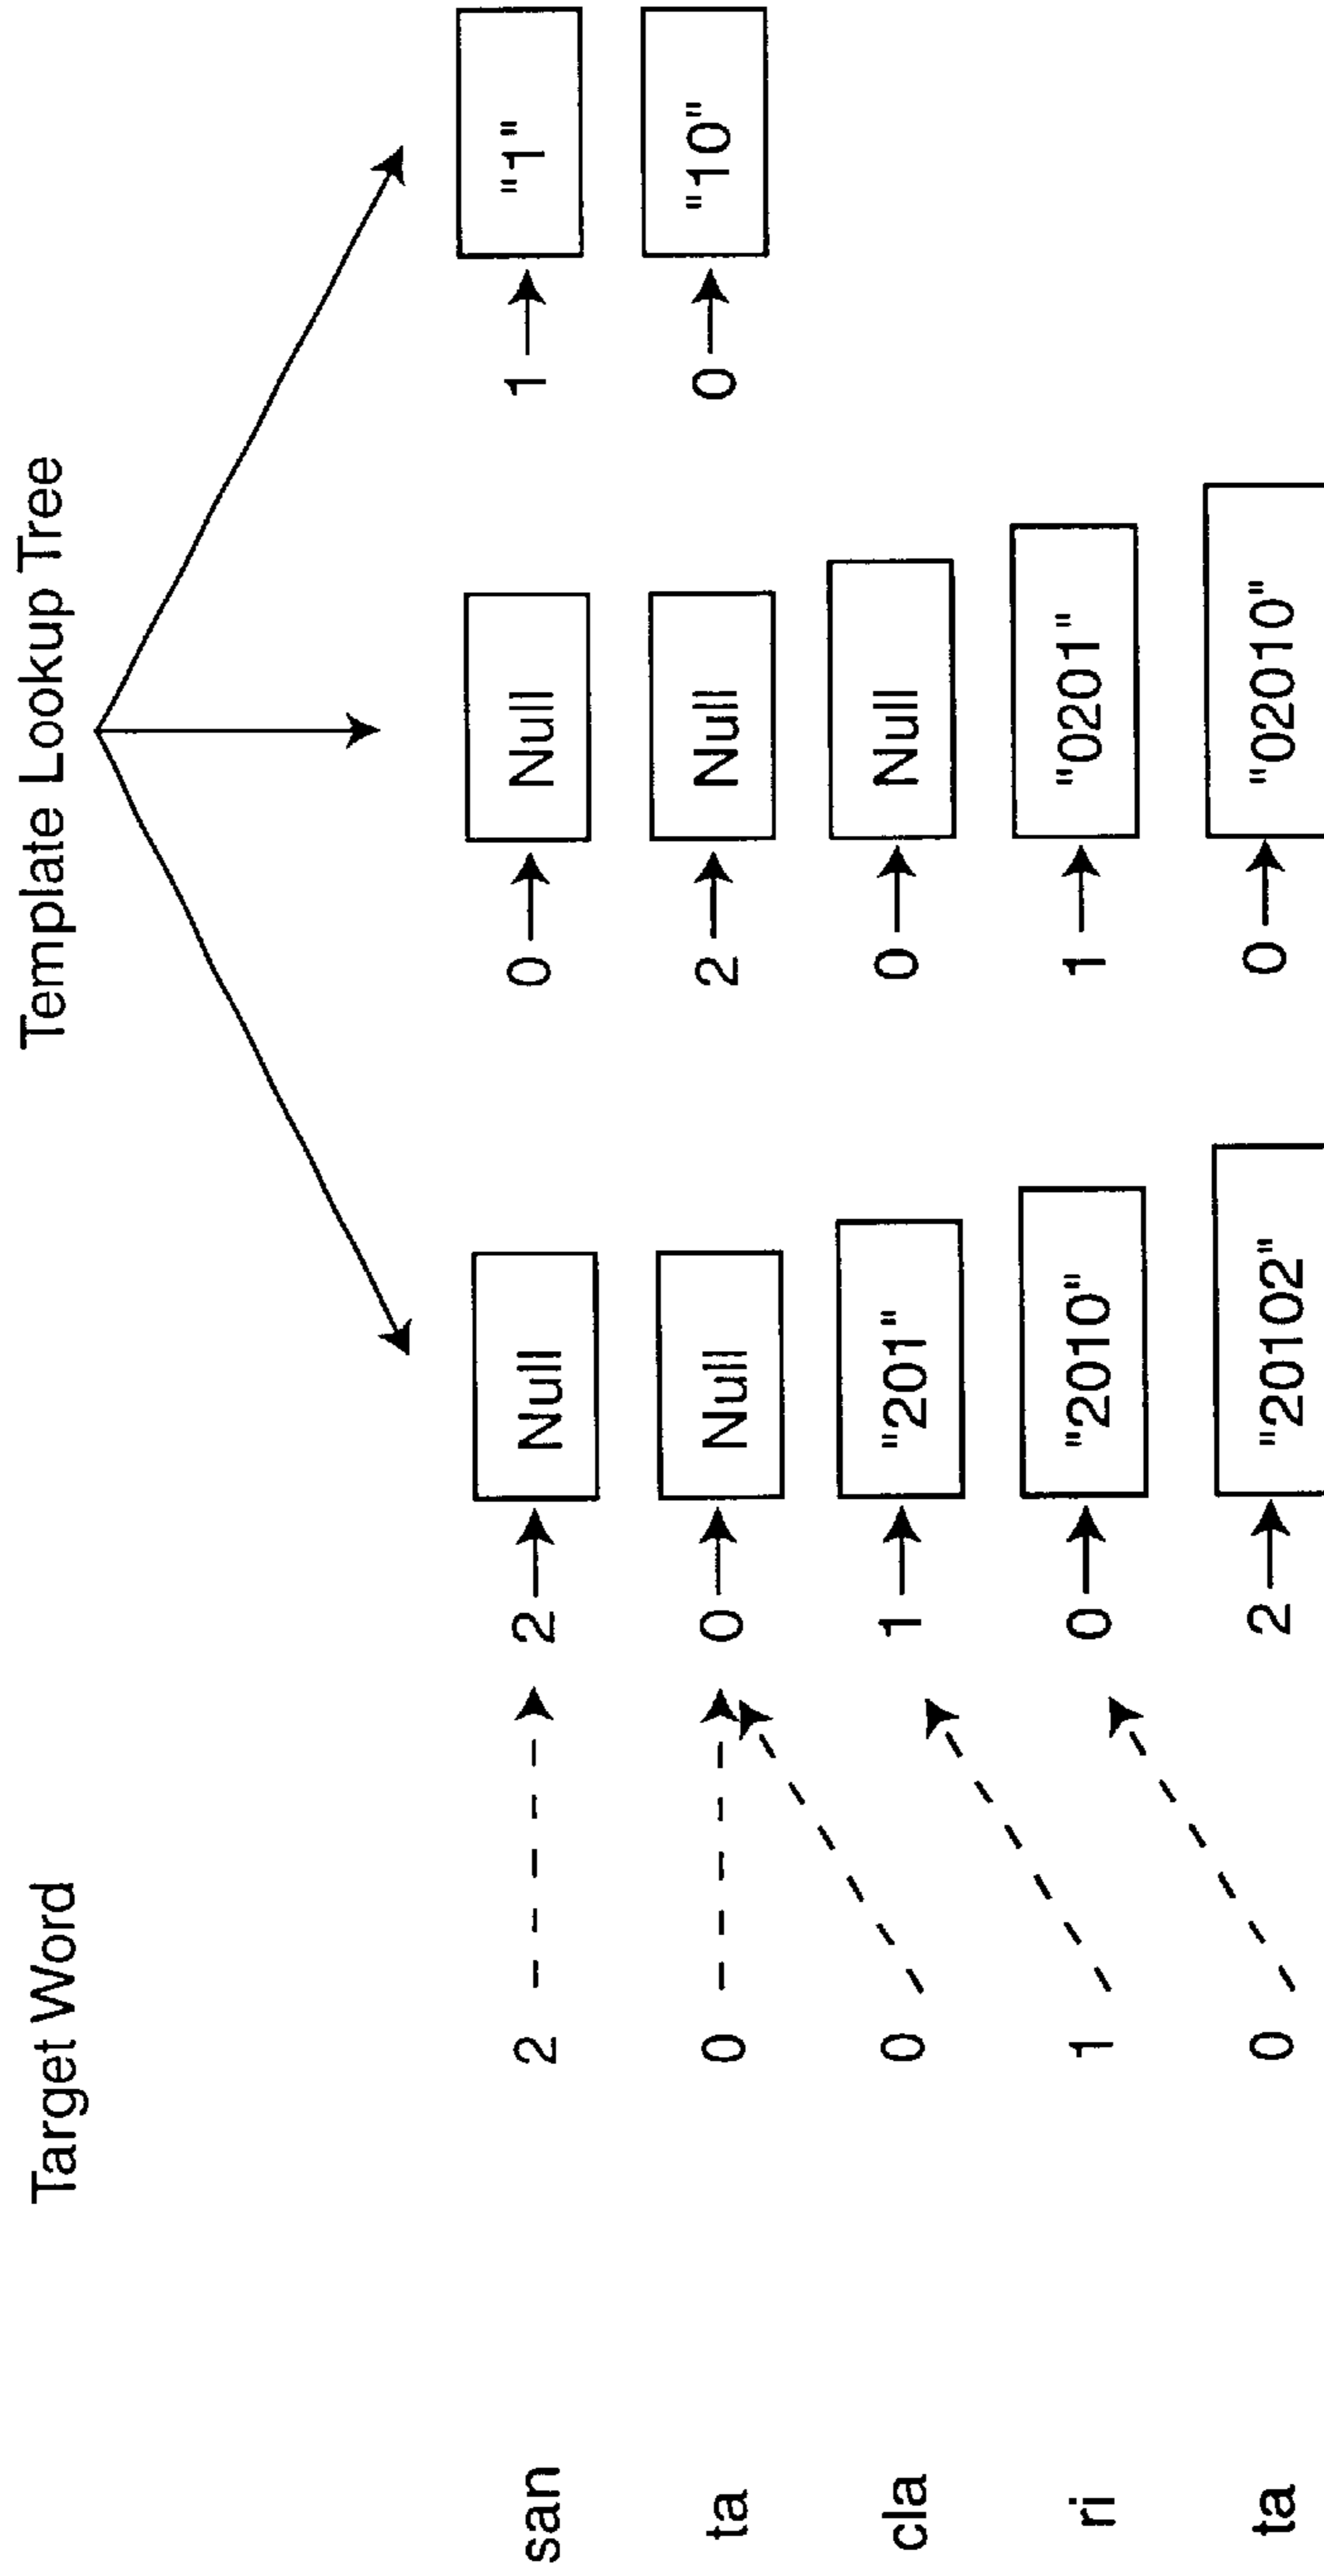 Target Word Template Lookup Tree
san 2 2 Null 0 Null 1 "1"
ta 0 0 Null 2 Null 0 "10"
cla 0 1 "201" 0 Null
ri 1 0 "2010" 1 "0201"
ta 0 2 "20102" 0 "02010"